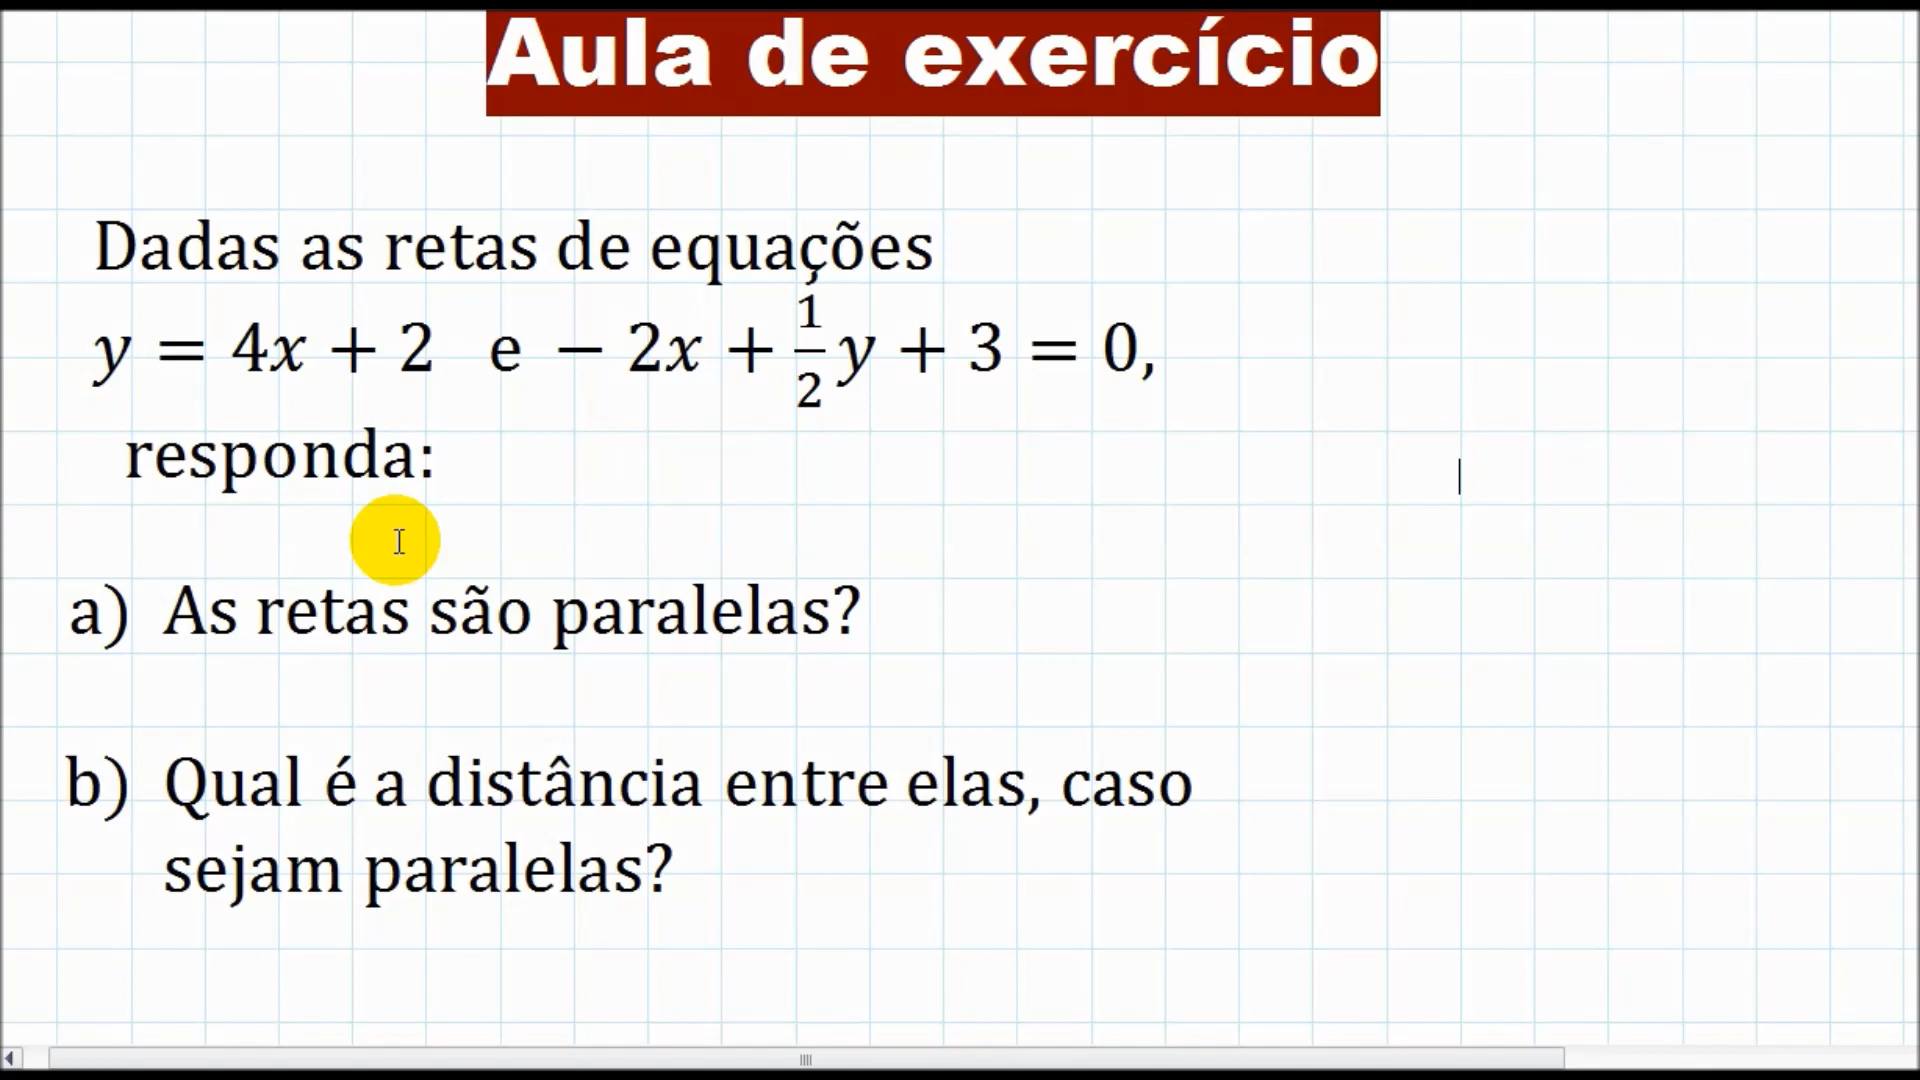 Aula de exercício
Dadas as retas de equações
y = 4x + 2 e − 2x + 1/2 y + 3 = 0,
responda:
a) As retas são paralelas?
b) Qual é a distância entre elas, caso
sejam paralelas?